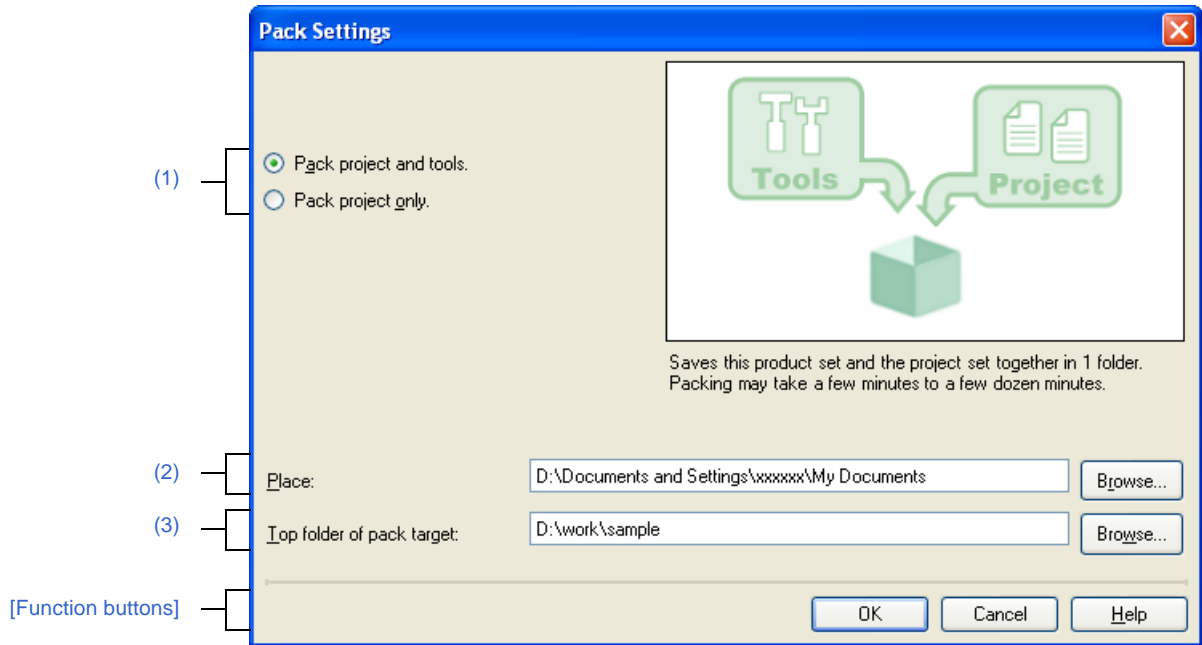 Pack Settings
(1)
Pack project and tools.
Pack project only.
Tools
Project
Saves this product set and the project set together in 1 folder.
Packing may take a few minutes to a few dozen minutes.
(2)
Place:
D:\Documents and Settings\xxxxxx\My Documents
Browse...
(3)
Top folder of pack target:
D:\work\sample
Browse...
[Function buttons]
OK
Cancel
Help